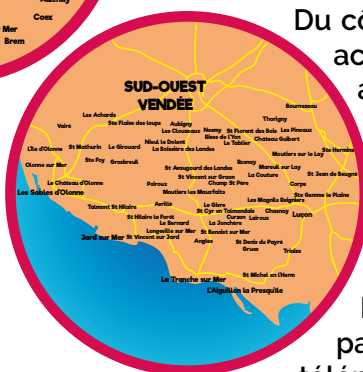 Aizenay
Coex
Mer
Brem
Du cô
ac
a
SUD-OUEST
VENDÉE
Bournezeau
Les Achards
Ste Flaive des loups
Aubigny
Thorigny
Vairé
Les Clouzeaux
Nesmy
St Florent des Bois
Les Pineaux
Rives de l'Yon
Nieul le Dolent
Le Tablier
Château Guibert
L'île d'Olonne
St Mathurin
Le Girouard
La Boissière des Landes
Ste Hermine
Moutiers sur le Lay
Ste Foy
Grosbreuil
Olonne sur Mer
Rosnay
Mareuil sur Lay
St Avaugourd des Landes
St Jean de Beugné
St Vincent sur Graon
La Couture
Le Château d'Olonne
Poiroux
Champ St Père
Corps
Les Sables d'Olonne
Moutiers les Mauxfaits
Ste Gemme la Plaine
Les Magnils Reigniers
Talmont St Hilaire
Avrillé
Le Givre
St Cyr en Talmondais
Chasnay
Luçon
St Hilaire la Forêt
Curzon
Lairoux
Le Bernard
La Jonchère
Longeville sur Mer
St Benoist sur Mer
Jard sur Mer
St Vincent sur Jard
Angles
St Denis du Payré
Grues
Triaize
St Michel en l'Herm
La Tranche sur Mer
L'Aiguillon la Presqu'île
pa
télép